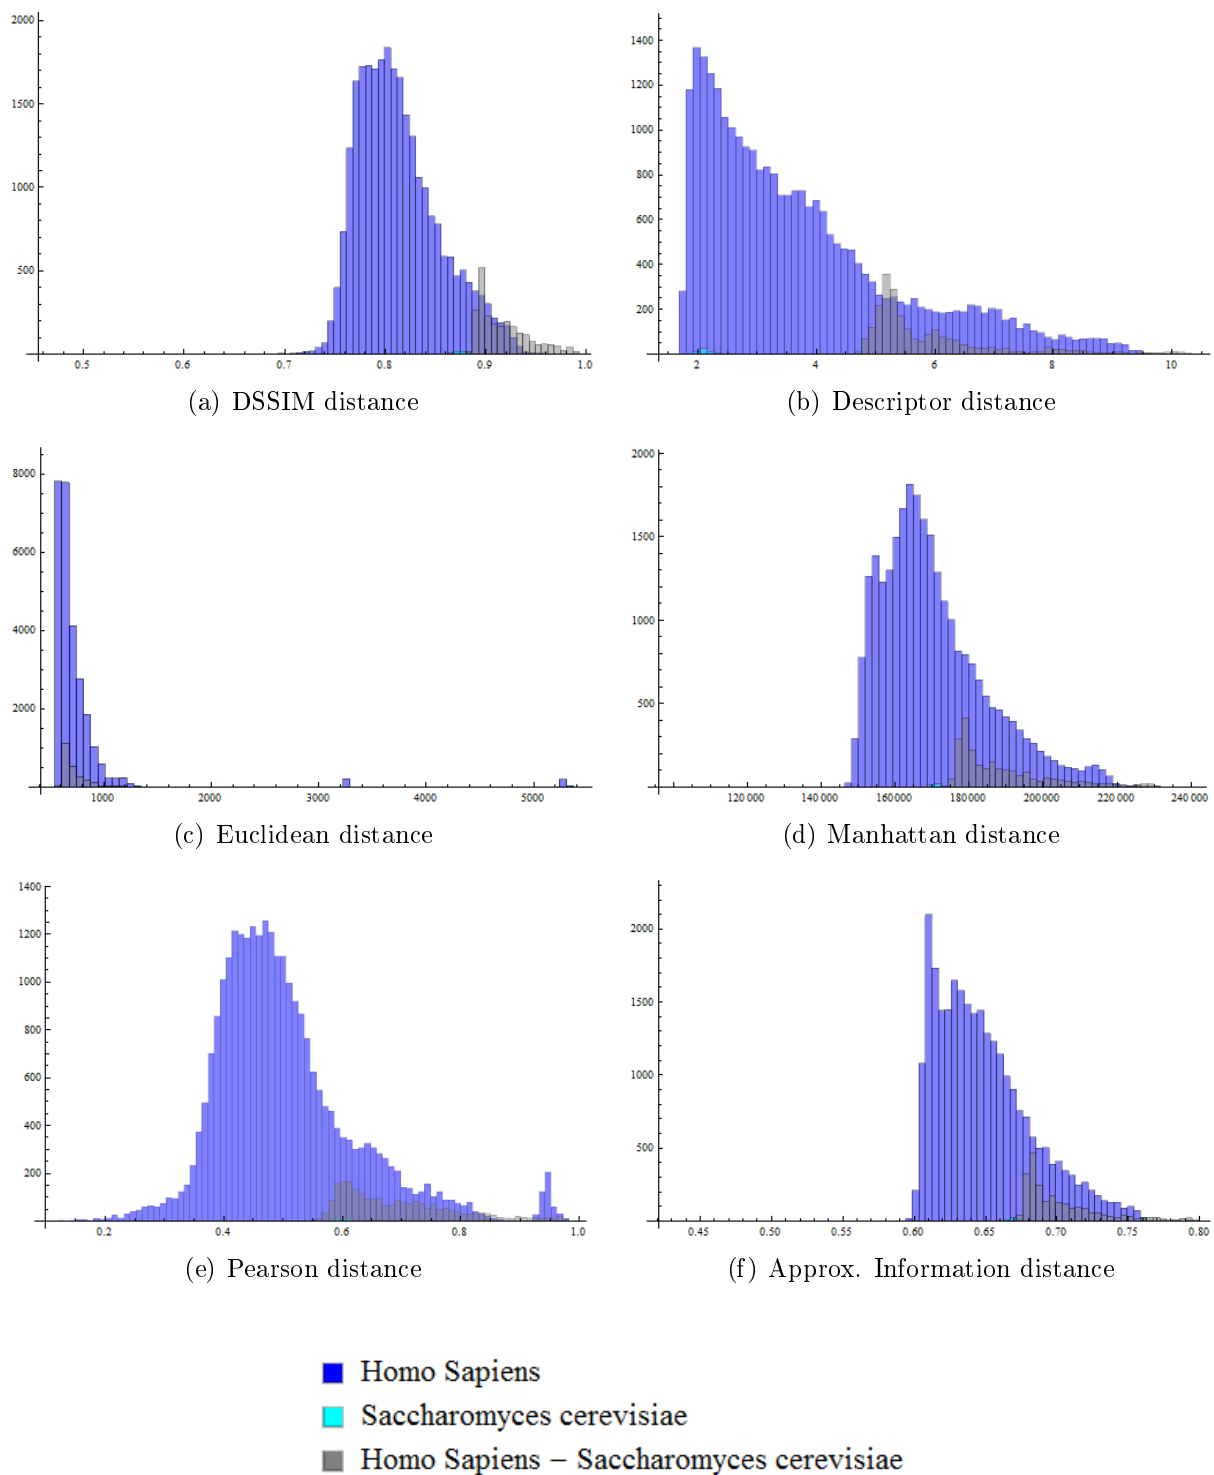 2000
1500
1000
500
0.5 0.6 0.7 0.8 0.9 1.0
(a) DSSIM distance
1400
1200
1000
800
600
400
200
2 4 6 8 10
(b) Descriptor distance
8000
6000
4000
2000
1000 2000 3000 4000 5000
(c) Euclidean distance
2000
1500
1000
500
120 000 140 000 160 000 180 000 200 000 220 000 240 000
(d) Manhattan distance
1400
1200
1000
800
600
400
200
0.2 0.4 0.6 0.8 1.0
(e) Pearson distance
2000
1500
1000
500
0.45 0.50 0.55 0.60 0.65 0.70 0.75 0.80
(f) Approx. Information distance
Homo Sapiens
Saccharomyces cerevisiae
Homo Sapiens – Saccharomyces cerevisiae